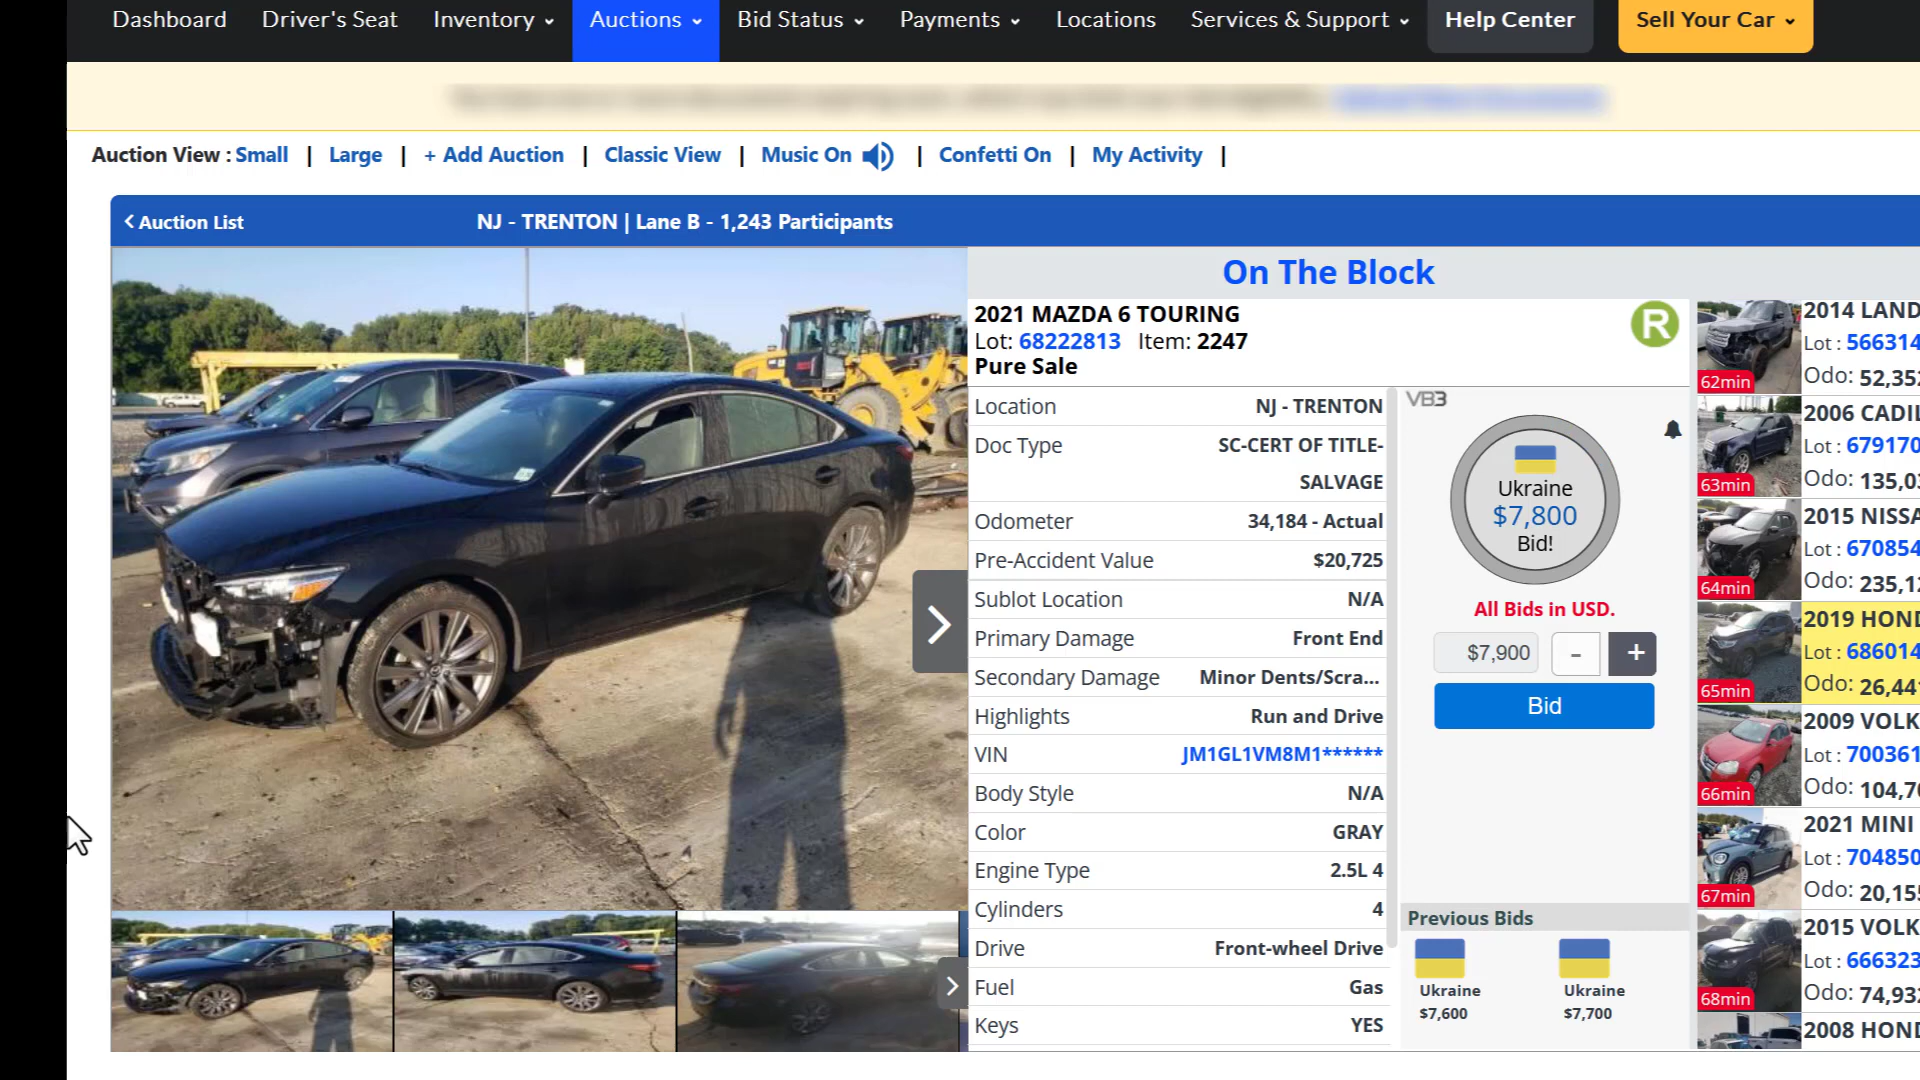 Dashboard Driver's Seat Inventory Auctions Bid Status Payments Locations Services & Support Help Center Sell Your Car
Auction View : Small | Large | + Add Auction | Classic View | Music On | Confetti On | My Activity |
Auction List NJ - TRENTON | Lane B - 1,243 Participants
On The Block
2021 MAZDA 6 TOURING
Lot: 68222813 Item: 2247
Pure Sale
R
Location NJ - TRENTON
Doc Type SC-CERT OF TITLE-
SALVAGE
Odometer 34,184 - Actual
Pre-Accident Value $20,725
Sublot Location N/A
Primary Damage Front End
Secondary Damage Minor Dents/Scra...
Highlights Run and Drive
VIN JM1GL1VM8M1******
Body Style N/A
Color GRAY
Engine Type 2.5L 4
Cylinders 4
Drive Front-wheel Drive
Fuel Gas
Keys YES
VB3
Ukraine
$7,800
Bid!
All Bids in USD.
$7,900 - +
Bid
Previous Bids
Ukraine Ukraine
$7,600 $7,700
2014 LAND
Lot : 566314
62min Odo: 52,352
2006 CADIL
Lot : 679170
63min Odo: 135,03
2015 NISSA
Lot : 670854
64min Odo: 235,12
2019 HOND
Lot : 686014
65min Odo: 26,441
2009 VOLK
Lot : 700361
66min Odo: 104,76
2021 MINI
Lot : 704850
67min Odo: 20,155
2015 VOLK
Lot : 666323
68min Odo: 74,932
2008 HOND